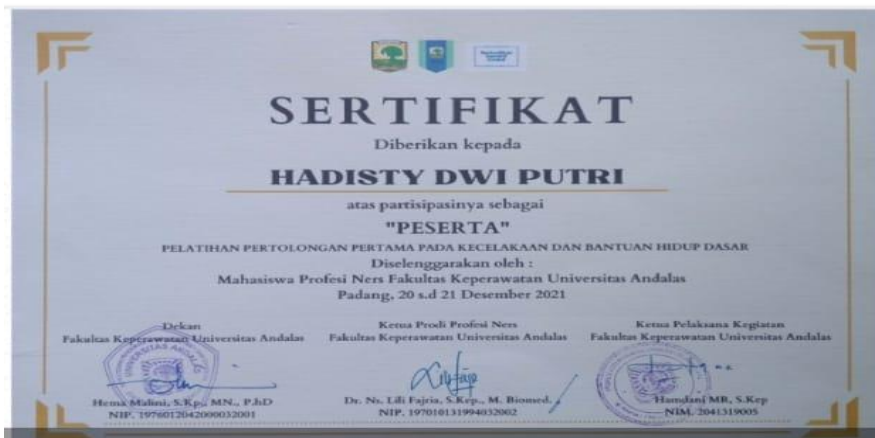 SERTIFIKAT
Diberikan kepada
HADISTY DWI PUTRI
atas partisipasinya sebagai
"PESERTA"
PELATIHAN PERTOLONGAN PERTAMA PADA KECELAKAAN DAN BANTUAN HIDUP DASAR
Diselenggarakan oleh :
Mahasiswa Profesi Ners Fakultas Keperawatan Universitas Andalas
Padang, 20 s.d 21 Desember 2021
Dekan
Fakultas Keperawatan Universitas Andalas
Hema Malini, S.Kp., MN., P.hD
NIP. 1976012042000032001
Ketua Prodi Profesi Ners
Fakultas Keperawatan Universitas Andalas
Dr. Ns. Lili Fajria, S.Kep., M. Biomed.
NIP. 197010131994032002
Ketua Pelaksana Kegiatan
Fakultas Keperawatan Universitas Andalas
Hamdani MR, S.Kep
NIM. 2041319005